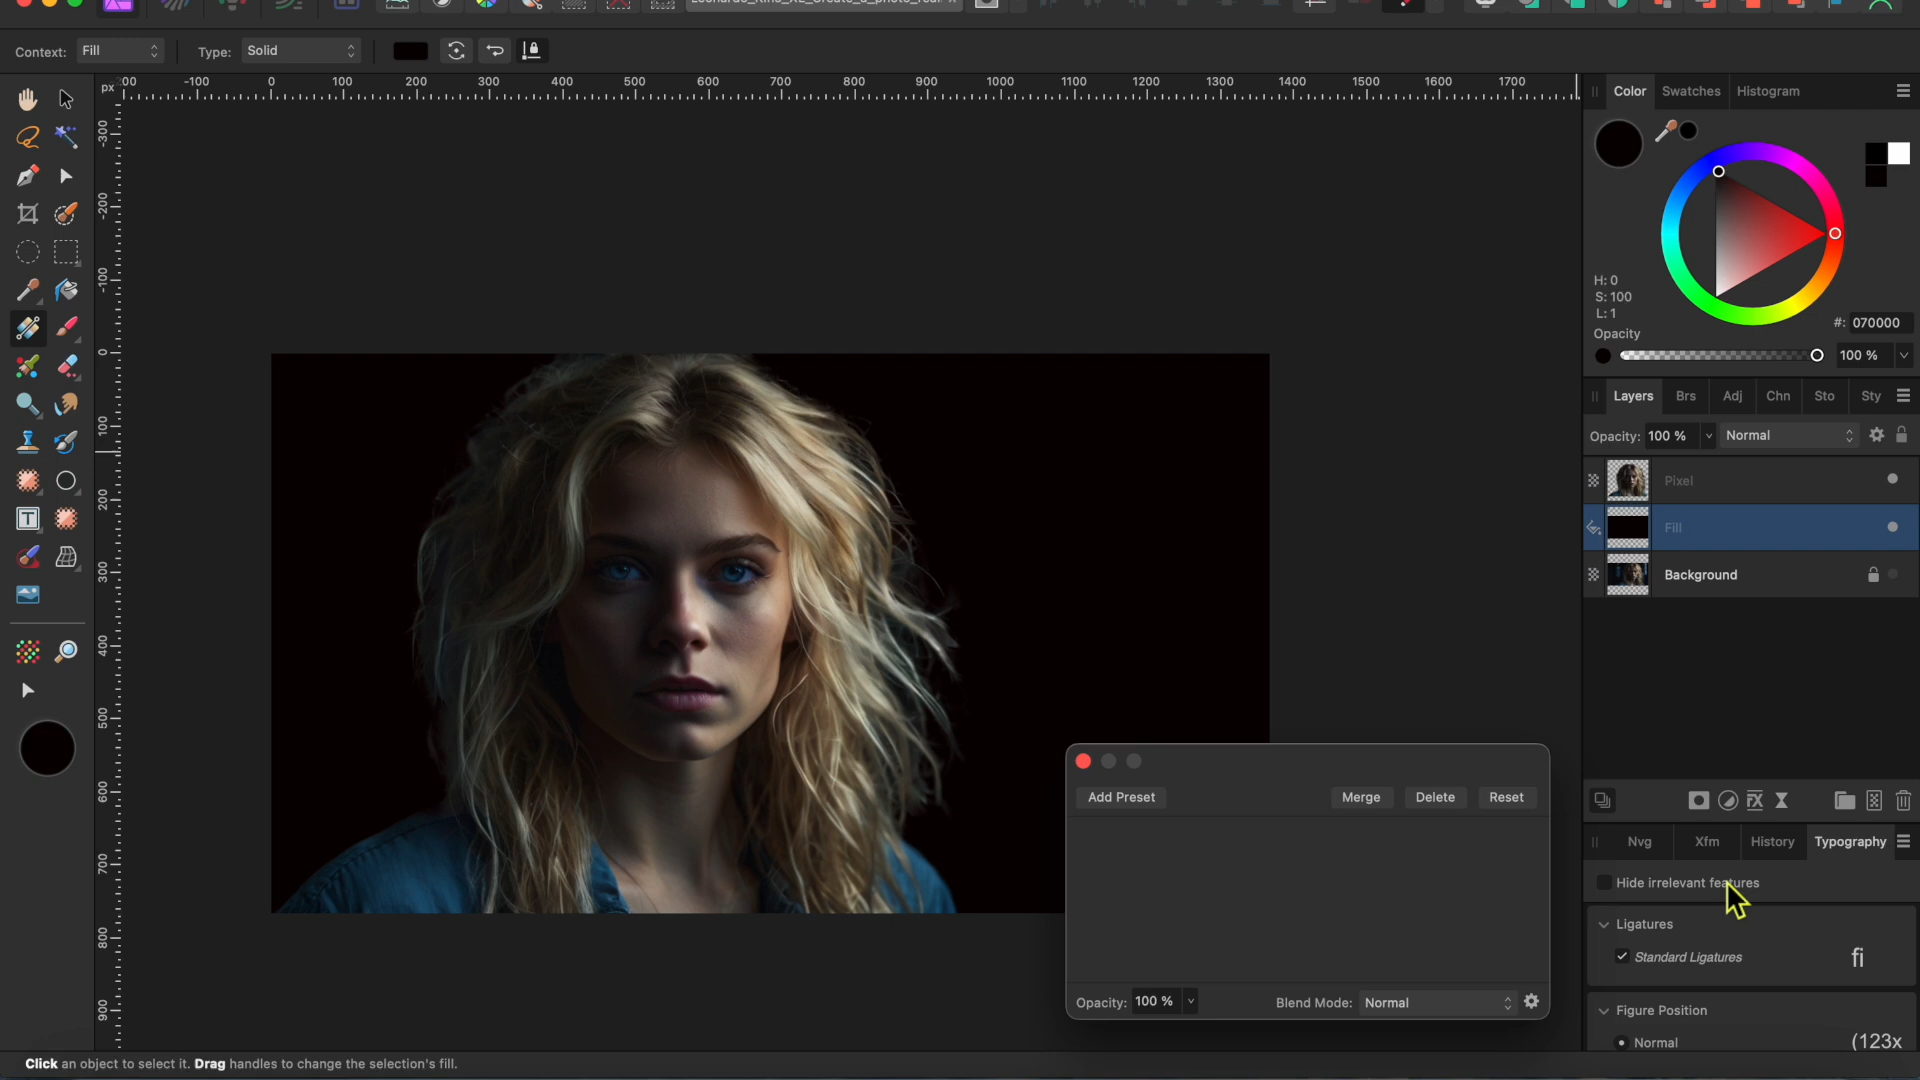 Context: Fill Type: Solid
px -100 0 100 200 300 400 500 600 700 800 900 1000 1100 1200 1300 1400 1500 1600 1700
-300
-200
-100
0
100
200
300
400
500
600
700
800
900
Color Swatches Histogram
H: 0
S: 100
L: 1
#: 070000
Opacity
100 %
Layers Brs Adj Chn Sto Sty
Opacity: 100 % Normal
Pixel
Fill
Background
Add Preset Merge Delete Reset
Opacity: 100 % Blend Mode: Normal
Nvg Xfm History Typography
Hide irrelevant features
Ligatures
Standard Ligatures fi
Figure Position
Normal (123x
Click an object to select it. Drag handles to change the selection's fill.